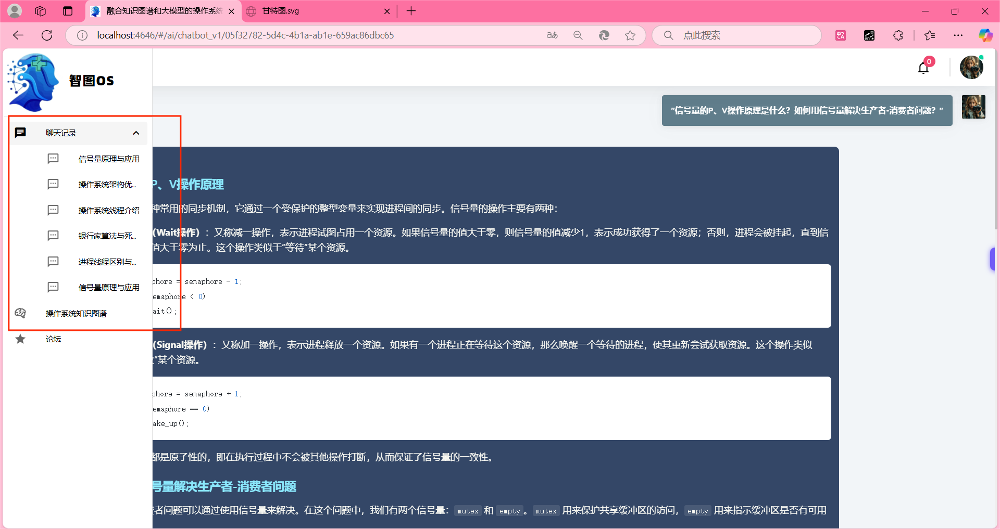 融合知识图谱和大模型的操作系统
甘特图.svg
localhost:4646/#/ai/chatbot_v1/05f32782-5d4c-4b1a-ab1e-659ac86dbc65
aあ
点此搜索
智图OS
0
"信号量的P、V操作原理是什么？如何用信号量解决生产者-消费者问题？"
聊天记录
信号量原理与应用
操作系统架构优...
操作系统线程介绍
银行家算法与死...
进程线程区别与...
信号量原理与应用
操作系统知识图谱
论坛
P、V操作原理
种常用的同步机制，它通过一个受保护的整型变量来实现进程间的同步。信号量的操作主要有两种：
（Wait操作）：又称减一操作，表示进程试图占用一个资源。如果信号量的值大于零，则信号量的值减少1，表示成功获得了一个资源；否则，进程会被挂起，直到信
值大于零为止。这个操作类似于"等待"某个资源。
phore = semaphore - 1;
emaphore < 0)
ait();
（Signal操作）：又称加一操作，表示进程释放一个资源。如果有一个进程正在等待这个资源，那么唤醒一个等待的进程，使其重新尝试获取资源。这个操作类似
"某个资源。
phore = semaphore + 1;
emaphore == 0)
ake_up();
都是原子性的，即在执行过程中不会被其他操作打断，从而保证了信号量的一致性。
号量解决生产者-消费者问题
者问题可以通过使用信号量来解决。在这个问题中，我们有两个信号量： mutex 和 empty 。 mutex 用来保护共享缓冲区的访问， empty 用来指示缓冲区是否有可用